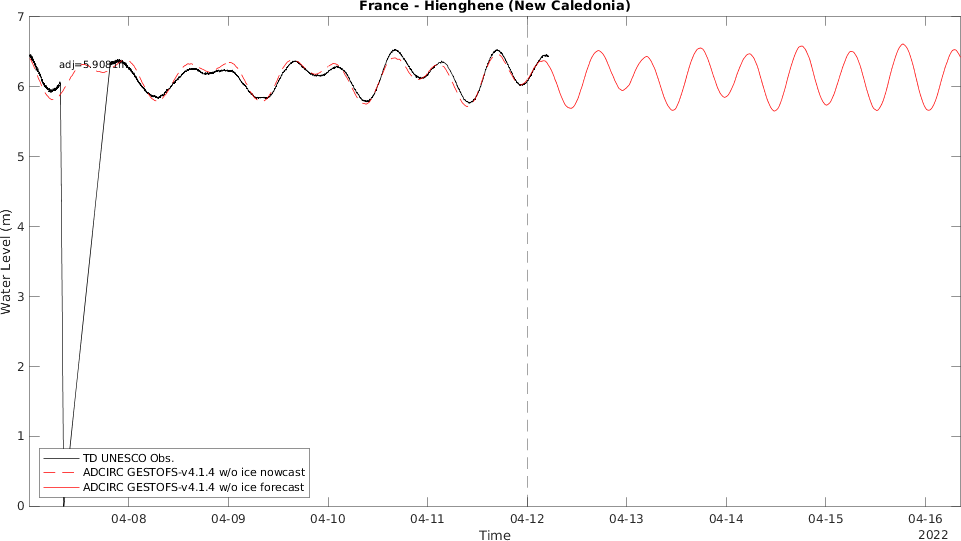 France - Hienghene (New Caledonia)
7
adj=5.9081m
6
5
4
3
2
1
0
Water Level (m)
TD UNESCO Obs.
ADCIRC GESTOFS-v4.1.4 w/o ice nowcast
ADCIRC GESTOFS-v4.1.4 w/o ice forecast
04-08 04-09 04-10 04-11 04-12 04-13 04-14 04-15 04-16
Time
2022